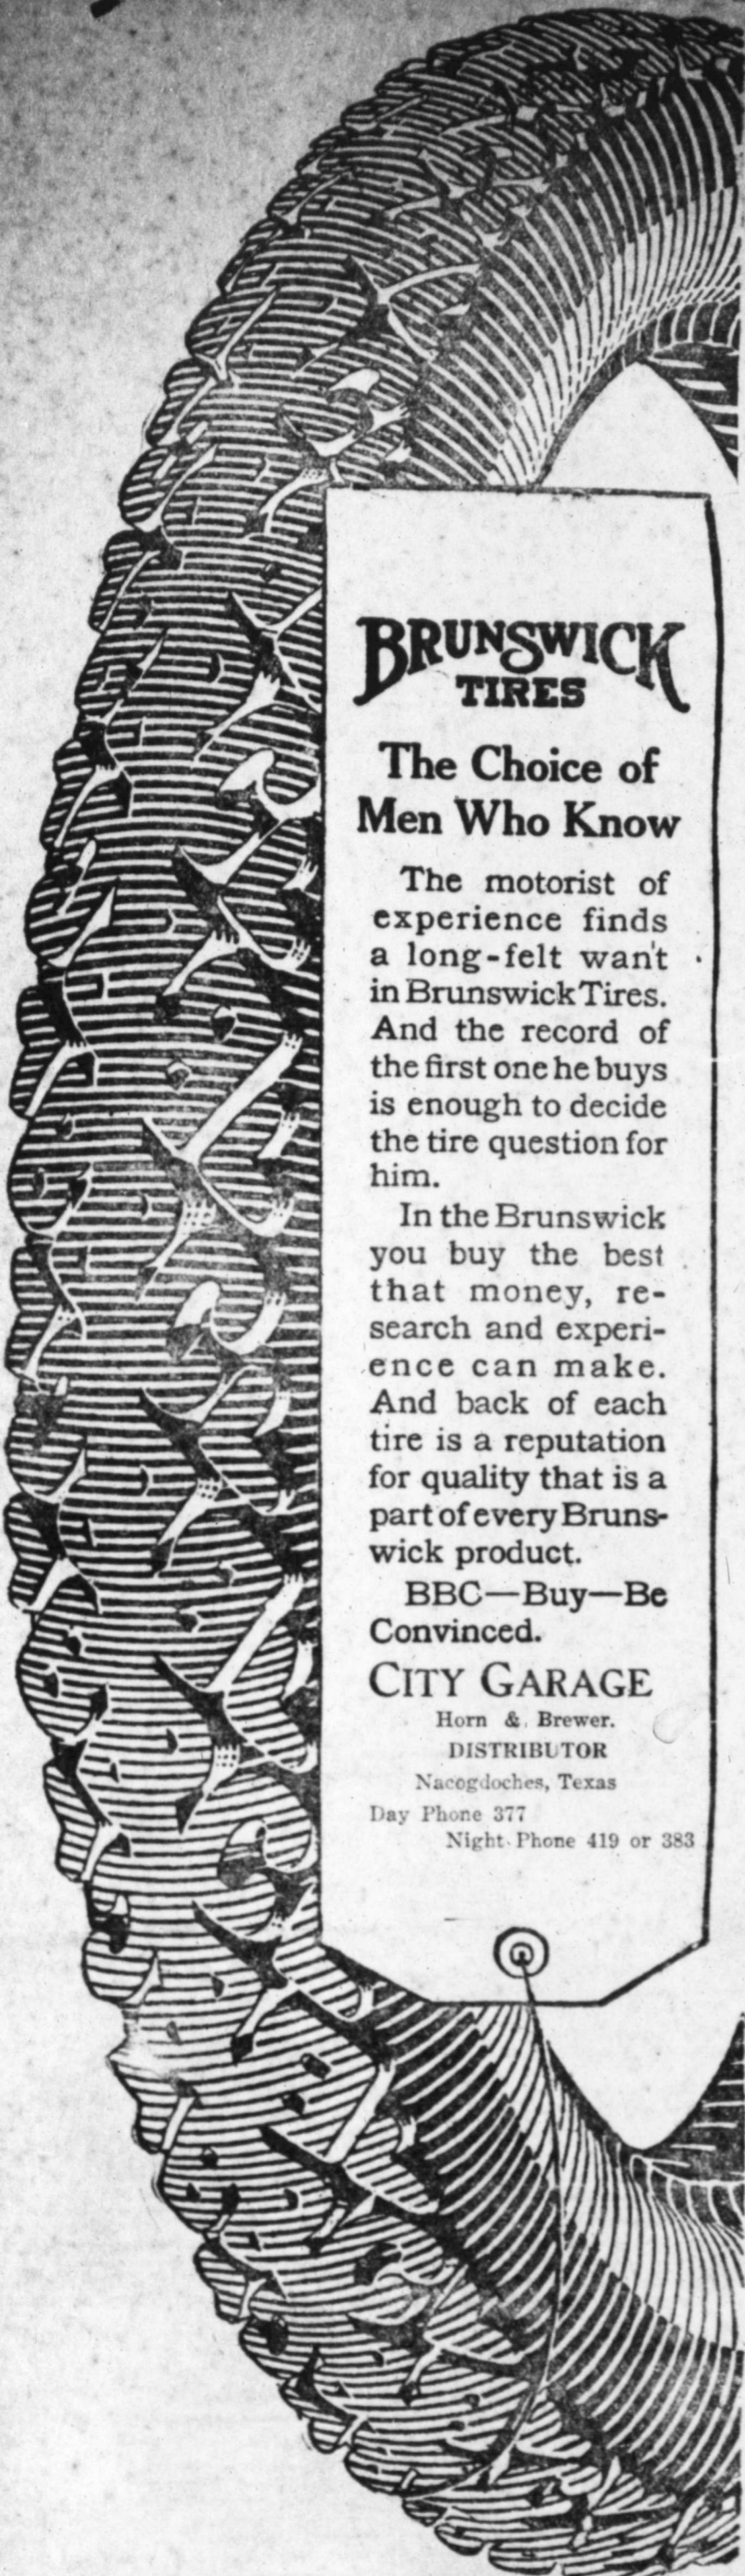 BRUNSWICK
TIRES
The Choice of
Men Who Know
The motorist of
experience finds
a long-felt wan't
in Brunswick Tires.
And the record of
the first one he buys
is enough to decide
the tire question for
him.
In the Brunswick
you buy the best
that money, re-
search and experi-
ence can make.
And back of each
tire is a reputation
for quality that is a
part of every Bruns-
wick product.
BBC—Buy—Be
Convinced.
CITY GARAGE
Horn & Brewer.
DISTRIBUTOR
Nacogdoches, Texas
Day Phone 377
Night Phone 419 or 383